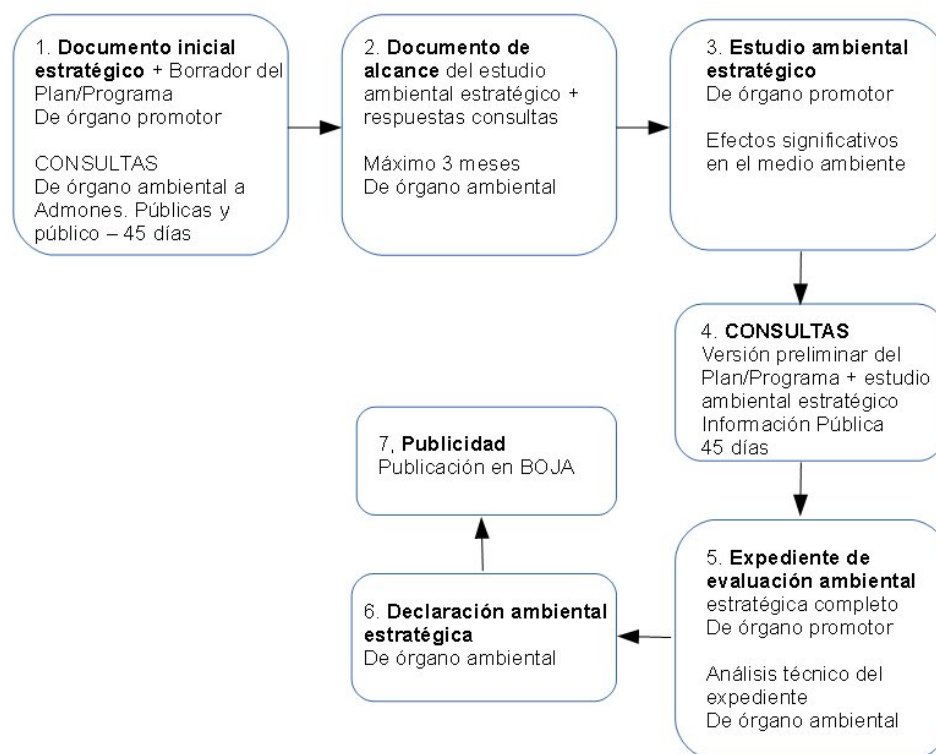 1. Documento inicial
estratégico + Borrador del
Plan/Programa
De órgano promotor
CONSULTAS
De órgano ambiental a
Admones. Públicas y
público – 45 días
2. Documento de
alcance del estudio
ambiental estratégico +
respuestas consultas
Máximo 3 meses
De órgano ambiental
3. Estudio ambiental
estratégico
De órgano promotor
Efectos significativos
en el medio ambiente
4. CONSULTAS
Versión preliminar del
Plan/Programa + estudio
ambiental estratégico
Información Pública
45 días
5. Expediente de
evaluación ambiental
estratégica completo
De órgano promotor
Análisis técnico del
expediente
De órgano ambiental
6. Declaración ambiental
estratégica
De órgano ambiental
7, Publicidad
Publicación en BOJA